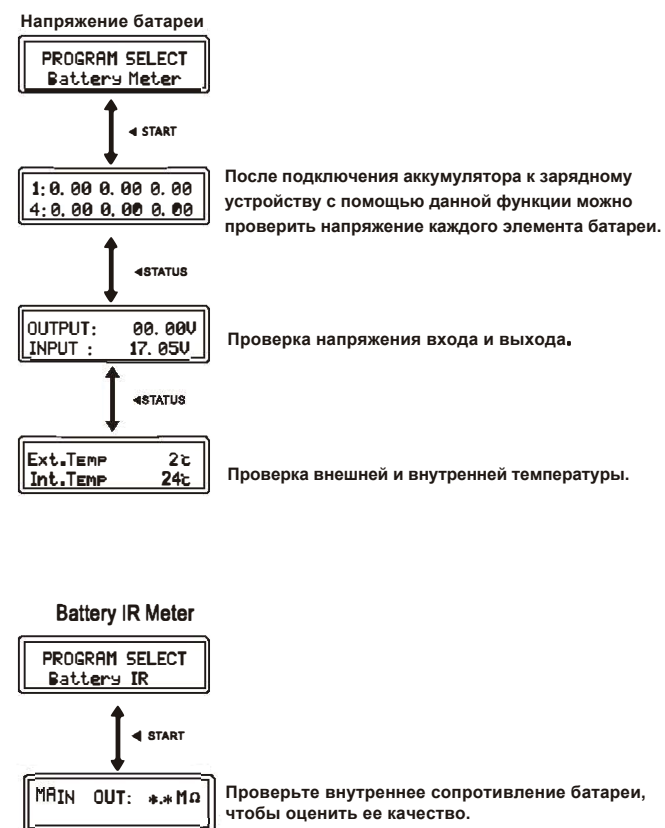 Напряжение батареи
PROGRAM SELECT
Battery Meter
◄ START
1:0.00 0.00 0.00
4:0.00 0.00 0.00
После подключения аккумулятора к зарядному
устройству с помощью данной функции можно
проверить напряжение каждого элемента батареи.
◄STATUS
OUTPUT: 00.00V
INPUT : 17.05V
Проверка напряжения входа и выхода.
◄STATUS
Ext.Temp 2℃
Int.Temp 24℃
Проверка внешней и внутренней температуры.
Battery IR Meter
PROGRAM SELECT
Battery IR
◄ START
MAIN OUT: *.*MΩ
Проверьте внутреннее сопротивление батареи,
чтобы оценить ее качество.